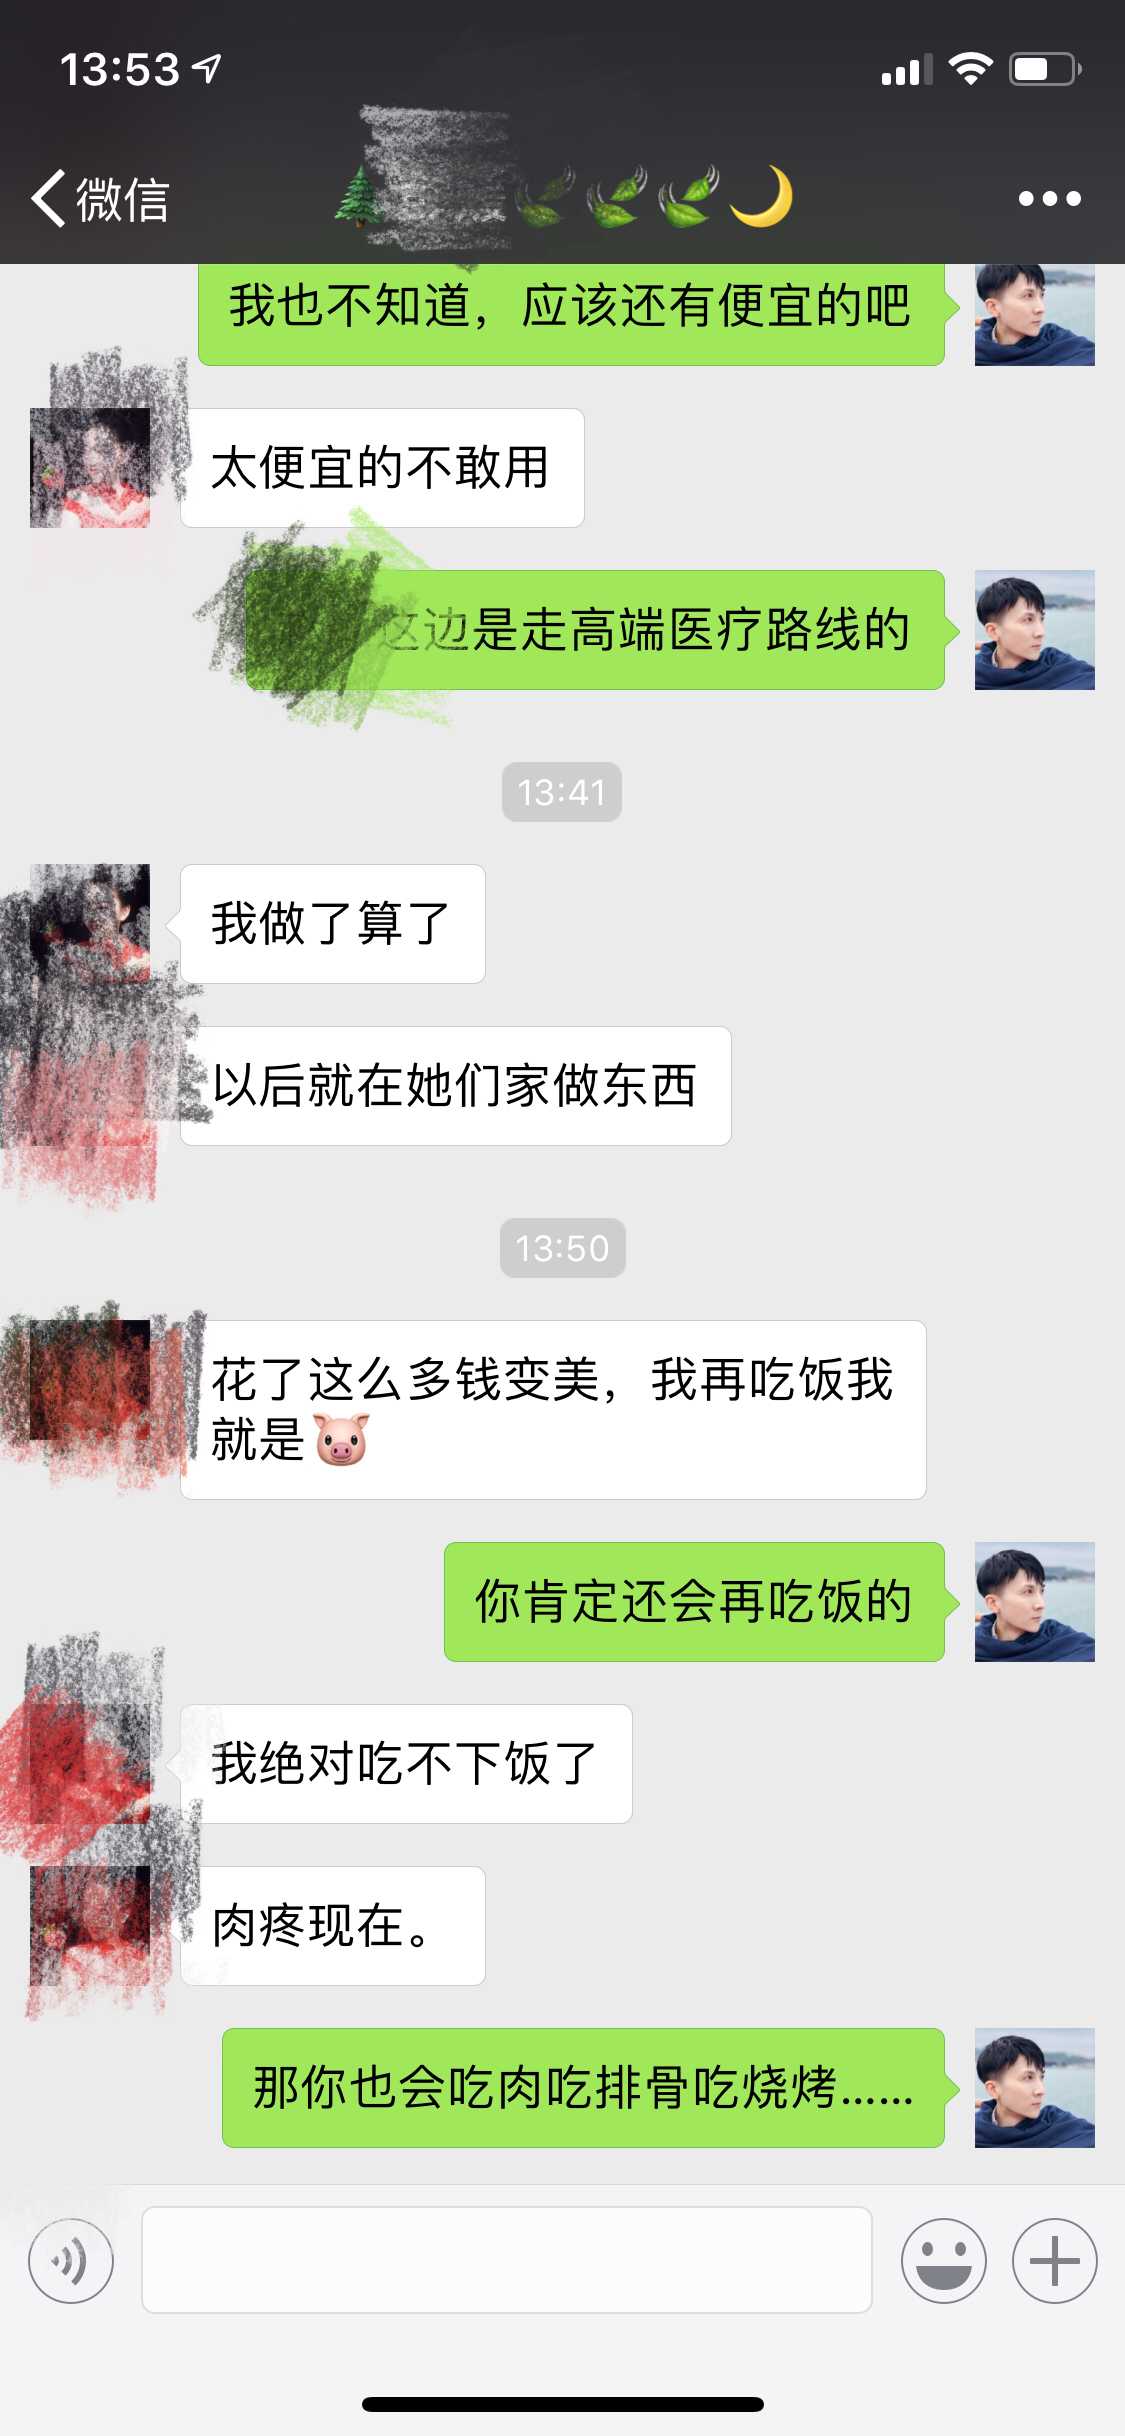 13:53
微信
我也不知道，应该还有便宜的吧
太便宜的不敢用
这边是走高端医疗路线的
13:41
我做了算了
以后就在她们家做东西
13:50
花了这么多钱变美，我再吃饭我
就是🐷
你肯定还会再吃饭的
我绝对吃不下饭了
肉疼现在。
那你也会吃肉吃排骨吃烧烤……